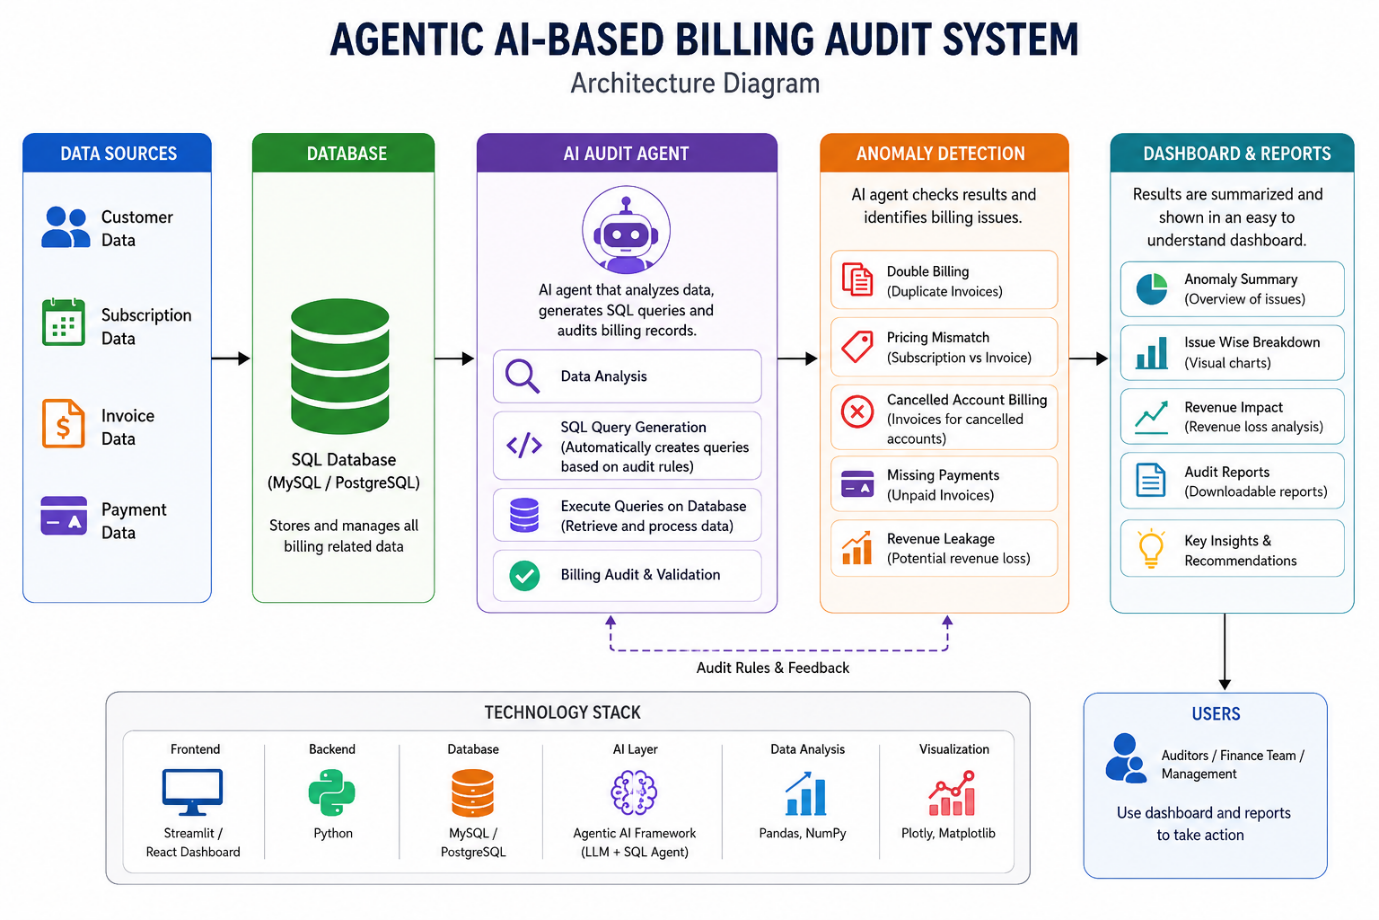 AGENTIC AI-BASED BILLING AUDIT SYSTEM
Architecture Diagram
DATA SOURCES
Customer
Data
Subscription
Data
$
Invoice
Data
A
Payment
Data
DATABASE
SQL Database
(MySQL / PostgreSQL)
Stores and manages all
billing related data
AI AUDIT AGENT
AI agent that analyzes data,
generates SQL queries and
audits billing records.
Data Analysis
</>
SQL Query Generation
(Automatically creates queries
based on audit rules)
Execute Queries on Database
(Retrieve and process data)
Billing Audit & Validation
ANOMALY DETECTION
AI agent checks results and
identifies billing issues.
Double Billing
(Duplicate Invoices)
Pricing Mismatch
(Subscription vs Invoice)
Cancelled Account Billing
(Invoices for cancelled
accounts)
A
Missing Payments
(Unpaid Invoices)
Revenue Leakage
(Potential revenue loss)
DASHBOARD & REPORTS
Results are summarized and
shown in an easy to
understand dashboard.
Anomaly Summary
(Overview of issues)
Issue Wise Breakdown
(Visual charts)
Revenue Impact
(Revenue loss analysis)
Audit Reports
(Downloadable reports)
Key Insights &
Recommendations
Audit Rules & Feedback
TECHNOLOGY STACK
Frontend
Streamlit /
React Dashboard
Backend
Python
Database
MySQL /
PostgreSQL
AI Layer
Agentic AI Framework
(LLM + SQL Agent)
Data Analysis
Pandas, NumPy
Visualization
Plotly, Matplotlib
USERS
Auditors / Finance Team /
Management
Use dashboard and reports
to take action